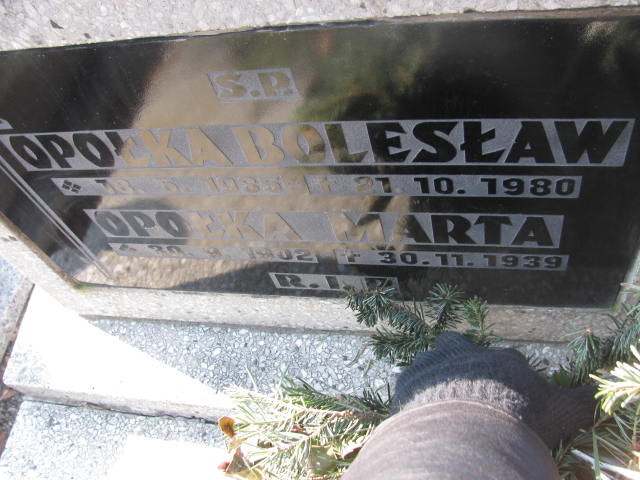 Ś.P.
OPOŁKA BOLESŁAW
21.10.1980
OPOŁKA MARTA
+ 30.11.1939
R.I.P.